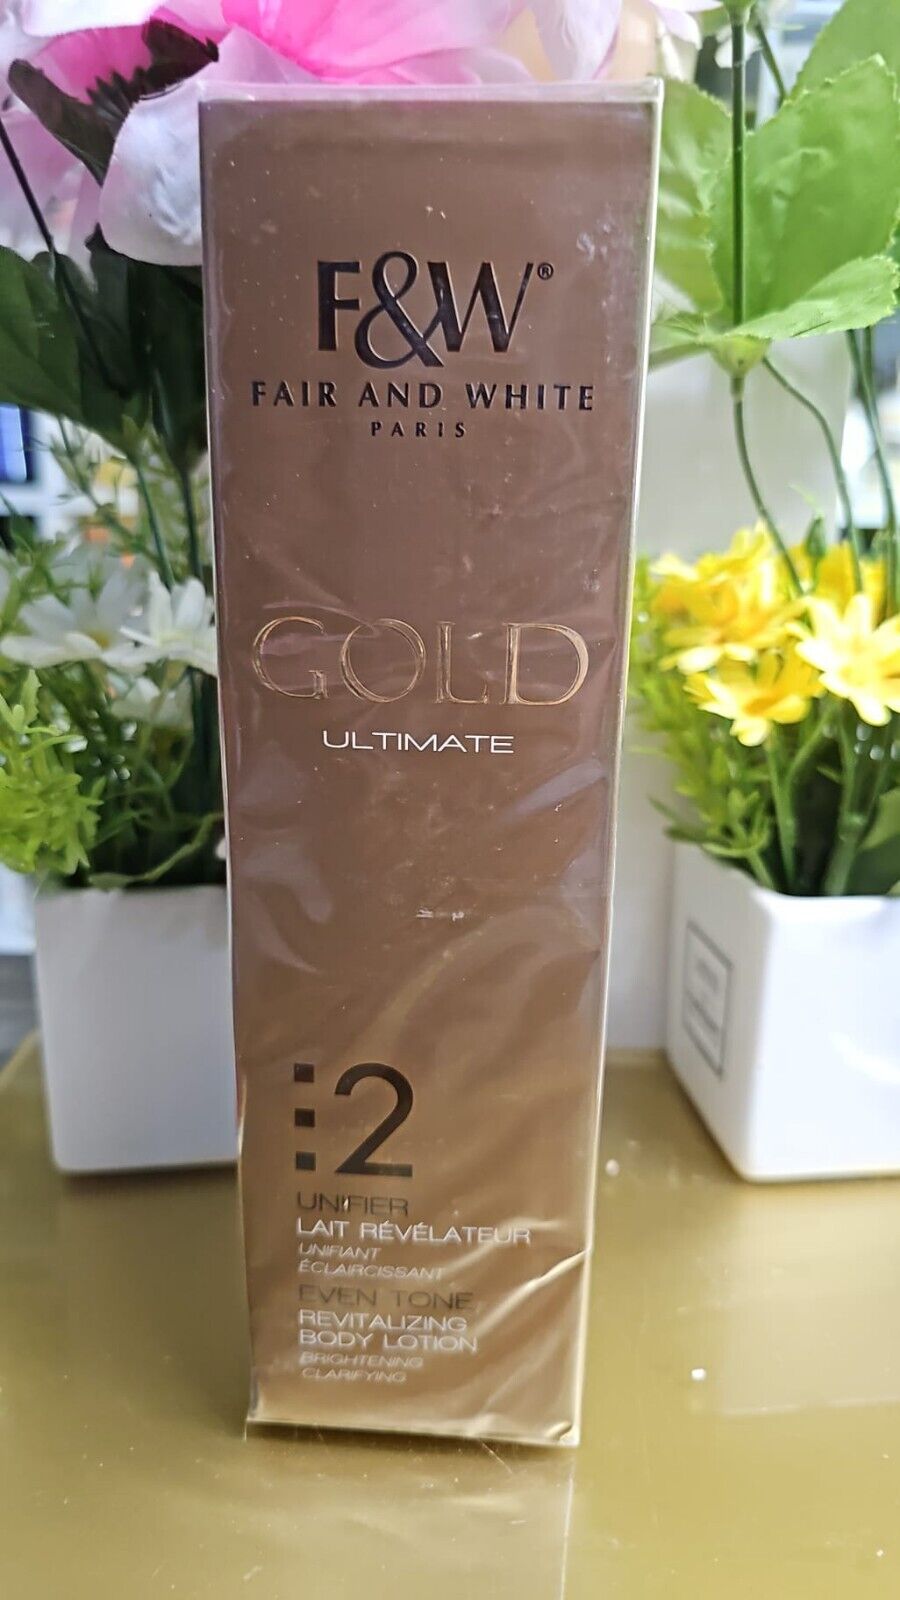 F&W®
FAIR AND WHITE
PARIS
GOLD
ULTIMATE
2
UNIFIER
LAIT RÉVÉLATEUR
UNIFIANT
ÉCLAIRCISSANT
EVEN TONE
REVITALIZING
BODY LOTION
BRIGHTENING
CLARIFYING